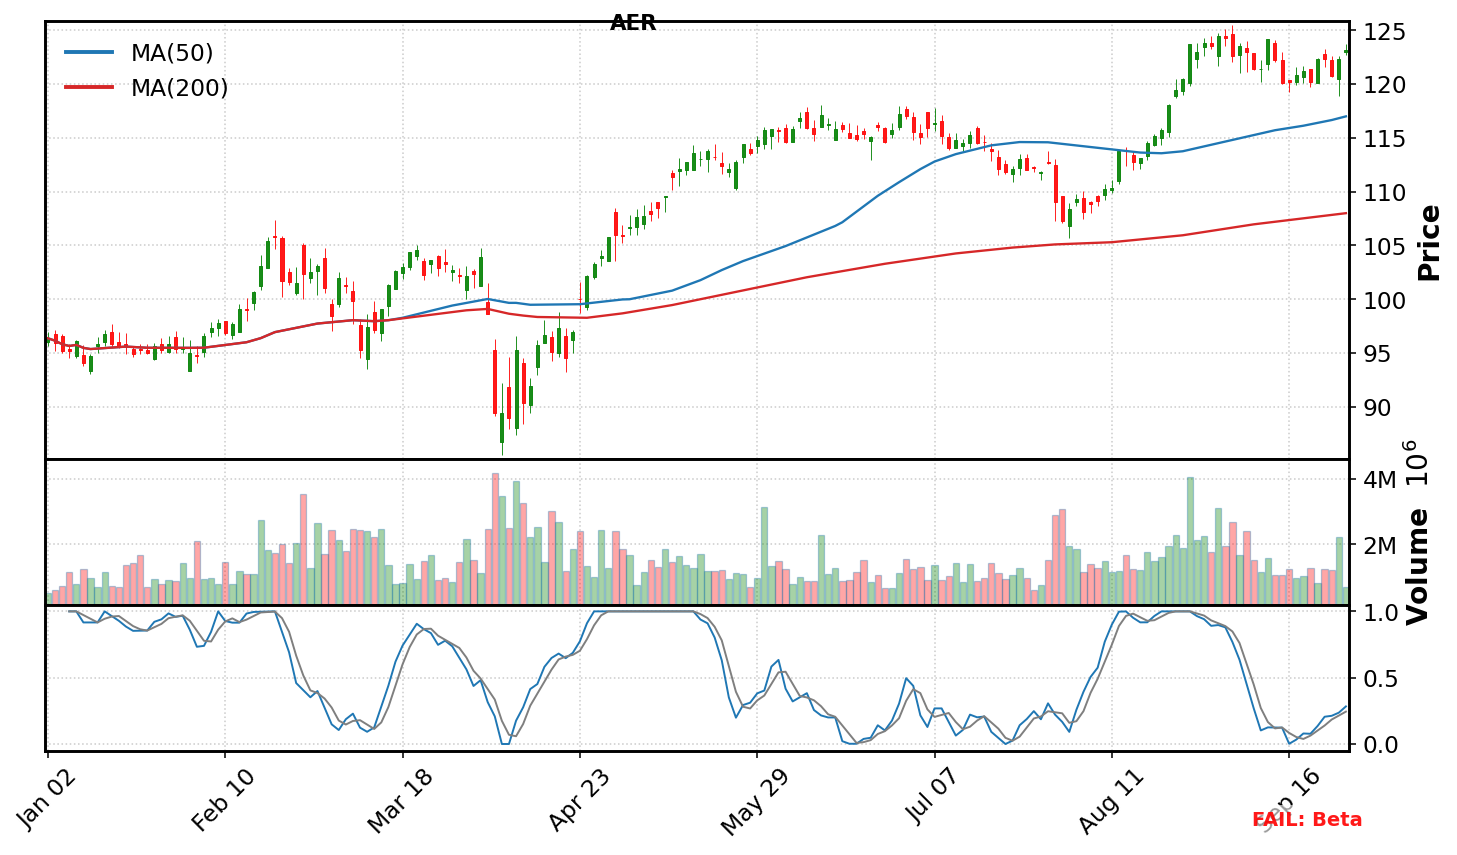 AER
MA(50)
MA(200)
125
120
115
110
105
100
95
90
Price
4M
2M
Volume 10^6
1.0
0.5
0.0
Jan 02
Feb 10
Mar 18
Apr 23
May 29
Jul 07
Aug 11
Sep 16
FAIL: Beta